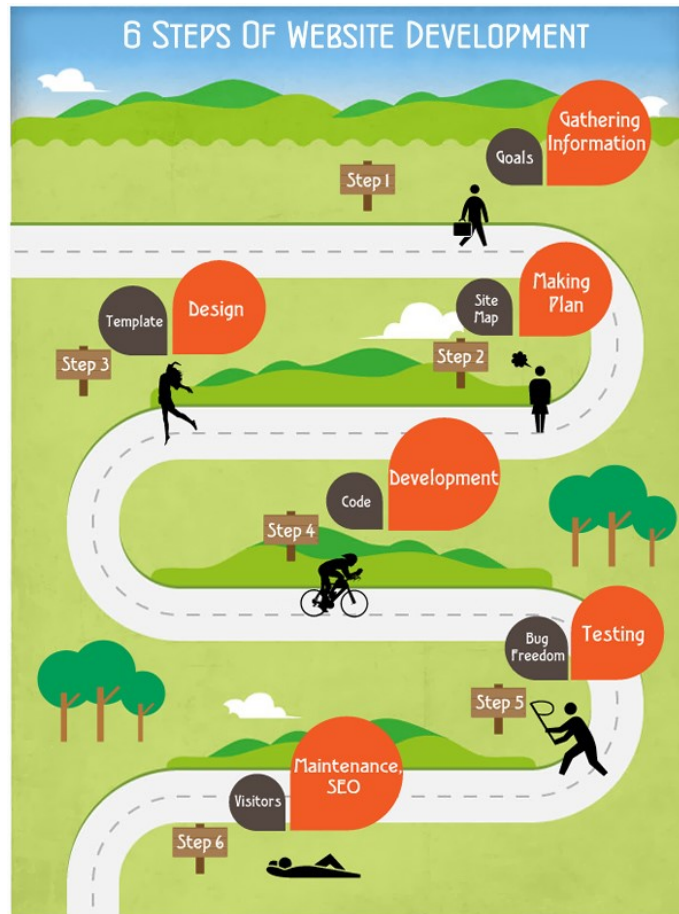 6 Steps Of Website Development
Gathering
Information
Goals
Step 1
Making
Plan
Site
Map
Step 2
Design
Template
Step 3
Development
Code
Step 4
Testing
Bug
Freedom
Step 5
Maintenance,
SEO
Visitors
Step 6